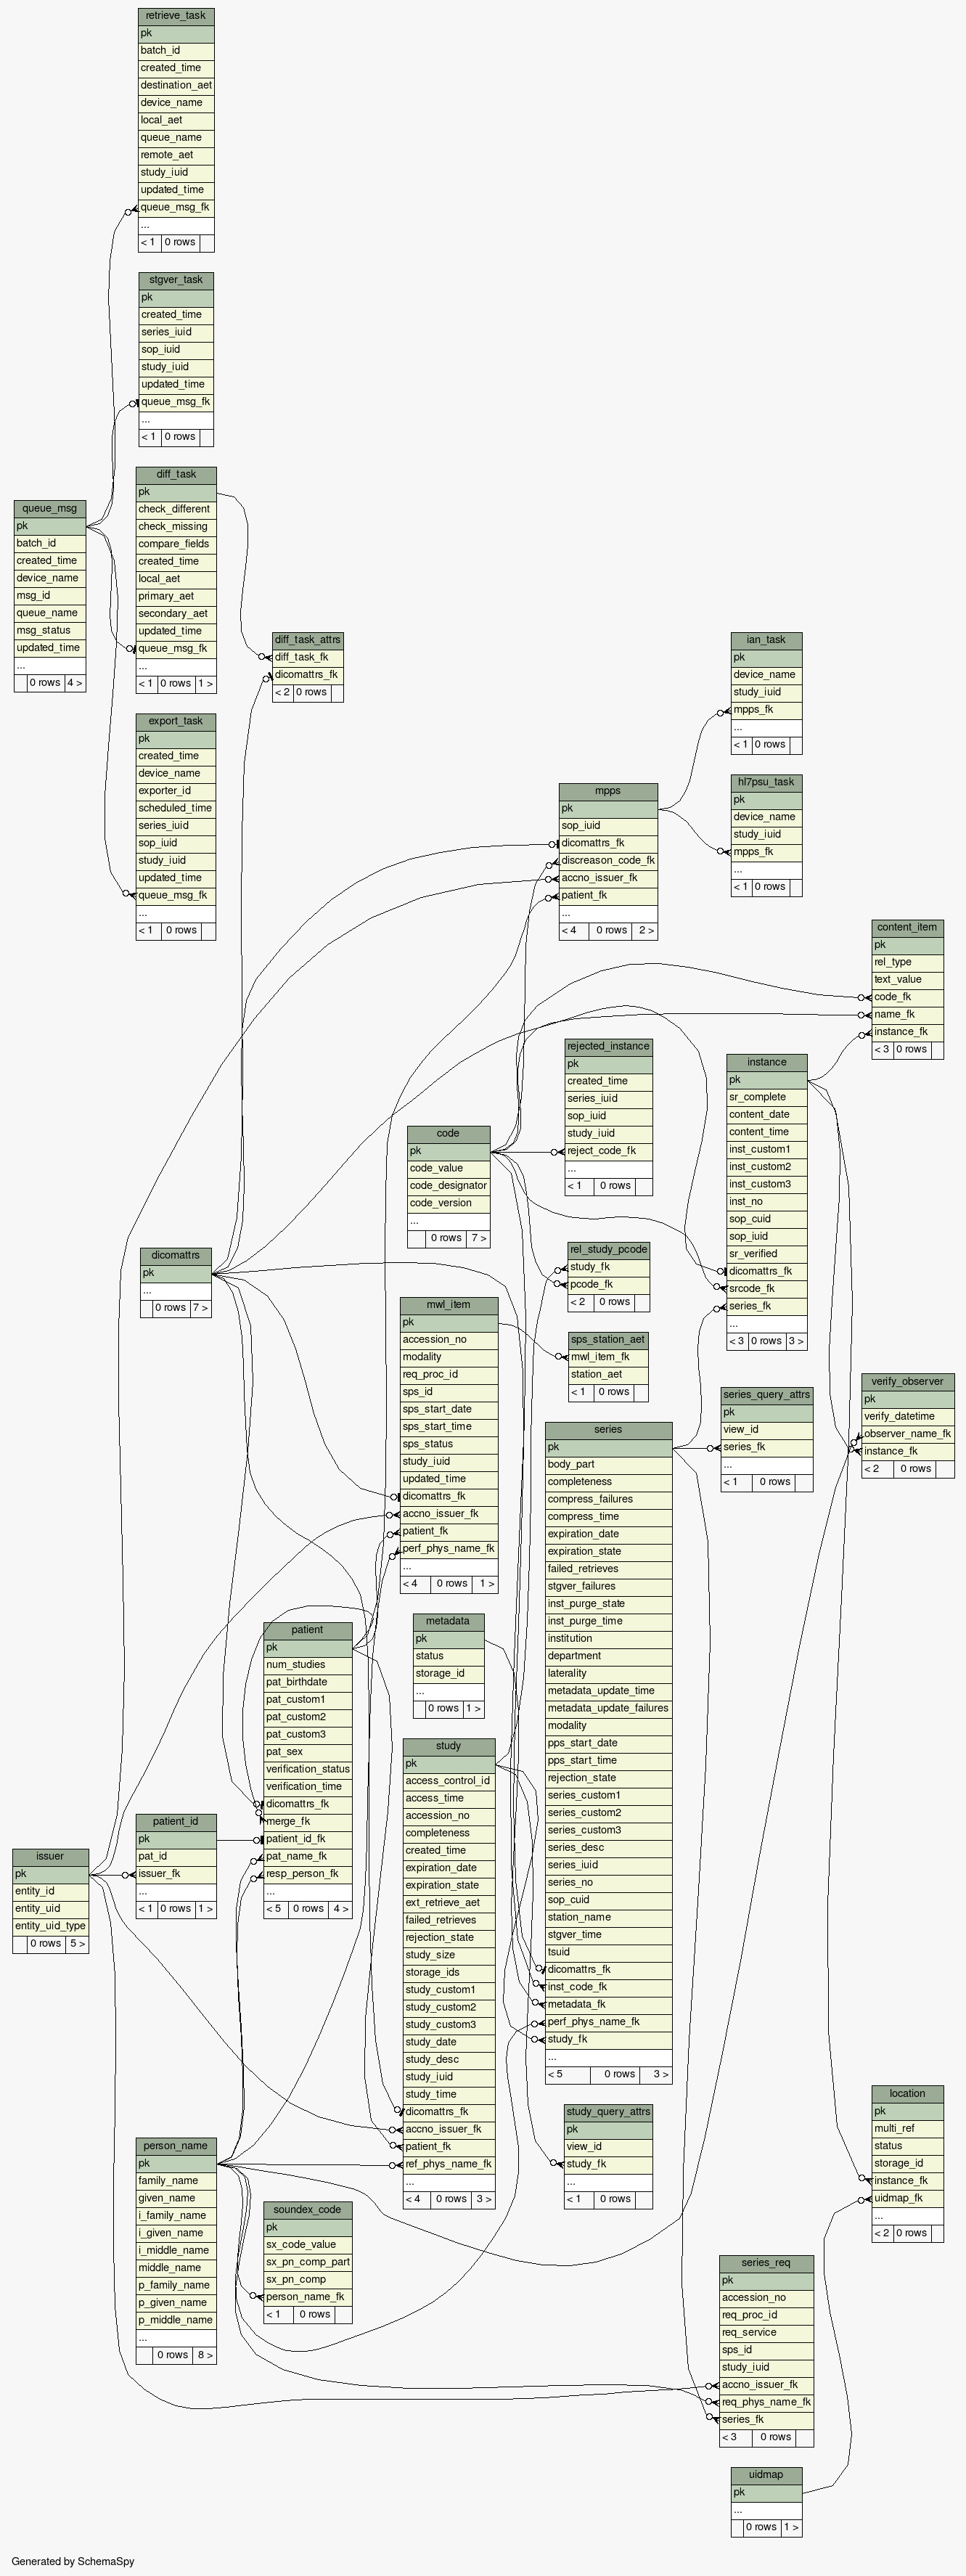 retrieve_task
pk
batch_id
created_time
destination_aet
device_name
local_aet
queue_name
remote_aet
study_iuid
updated_time
queue_msg_fk
...
< 1 0 rows
stgver_task
pk
created_time
series_iuid
sop_iuid
study_iuid
updated_time
queue_msg_fk
...
< 1 0 rows
diff_task
pk
check_different
check_missing
compare_fields
created_time
local_aet
primary_aet
secondary_aet
updated_time
queue_msg_fk
...
< 1 0 rows 1 >
queue_msg
pk
batch_id
created_time
device_name
msg_id
queue_name
msg_status
updated_time
...
0 rows 4 >
diff_task_attrs
diff_task_fk
dicomattrs_fk
< 2 0 rows
export_task
pk
created_time
device_name
exporter_id
scheduled_time
series_iuid
sop_iuid
study_iuid
updated_time
queue_msg_fk
...
< 1 0 rows
ian_task
pk
device_name
study_iuid
mpps_fk
...
< 1 0 rows
mpps
pk
sop_iuid
dicomattrs_fk
discreason_code_fk
accno_issuer_fk
patient_fk
...
< 4 0 rows 2 >
hl7psu_task
pk
device_name
study_iuid
mpps_fk
...
< 1 0 rows
content_item
pk
rel_type
text_value
code_fk
name_fk
instance_fk
< 3 0 rows
rejected_instance
pk
created_time
series_iuid
sop_iuid
study_iuid
reject_code_fk
...
< 1 0 rows
instance
pk
sr_complete
content_date
content_time
inst_custom1
inst_custom2
inst_custom3
inst_no
sop_cuid
sop_iuid
sr_verified
dicomattrs_fk
srcode_fk
series_fk
...
< 3 0 rows 3 >
code
pk
code_value
code_designator
code_version
...
0 rows 7 >
dicomattrs
pk
...
0 rows 7 >
rel_study_pcode
study_fk
pcode_fk
< 2 0 rows
mwl_item
pk
accession_no
modality
req_proc_id
sps_id
sps_start_date
sps_start_time
sps_status
study_iuid
updated_time
dicomattrs_fk
accno_issuer_fk
patient_fk
perf_phys_name_fk
...
< 4 0 rows 1 >
sps_station_aet
mwl_item_fk
station_aet
< 1 0 rows
series_query_attrs
pk
view_id
series_fk
...
< 1 0 rows
verify_observer
pk
verify_datetime
observer_name_fk
instance_fk
< 2 0 rows
series
pk
body_part
completeness
compress_failures
compress_time
expiration_date
expiration_state
failed_retrieves
stgver_failures
inst_purge_state
inst_purge_time
institution
department
laterality
metadata_update_time
metadata_update_failures
modality
pps_start_date
pps_start_time
rejection_state
series_custom1
series_custom2
series_custom3
series_desc
series_iuid
series_no
sop_cuid
station_name
stgver_time
tsuid
dicomattrs_fk
inst_code_fk
metadata_fk
perf_phys_name_fk
study_fk
...
< 5 0 rows 3 >
metadata
pk
status
storage_id
...
0 rows 1 >
patient
pk
num_studies
pat_birthdate
pat_custom1
pat_custom2
pat_custom3
pat_sex
verification_status
verification_time
dicomattrs_fk
merge_fk
patient_id_fk
pat_name_fk
resp_person_fk
...
< 5 0 rows 4 >
study
pk
access_control_id
access_time
accession_no
completeness
created_time
expiration_date
expiration_state
ext_retrieve_aet
failed_retrieves
rejection_state
study_size
storage_ids
study_custom1
study_custom2
study_custom3
study_date
study_desc
study_iuid
study_time
dicomattrs_fk
accno_issuer_fk
patient_fk
ref_phys_name_fk
...
< 4 0 rows 3 >
patient_id
pk
pat_id
issuer_fk
...
< 1 0 rows 1 >
issuer
pk
entity_id
entity_uid
entity_uid_type
0 rows 5 >
location
pk
multi_ref
status
storage_id
instance_fk
uidmap_fk
...
< 2 0 rows
study_query_attrs
pk
view_id
study_fk
...
< 1 0 rows
person_name
pk
family_name
given_name
i_family_name
i_given_name
i_middle_name
middle_name
p_family_name
p_given_name
p_middle_name
...
0 rows 8 >
soundex_code
pk
sx_code_value
sx_pn_comp_part
sx_pn_comp
person_name_fk
< 1 0 rows
series_req
pk
accession_no
req_proc_id
req_service
sps_id
study_iuid
accno_issuer_fk
req_phys_name_fk
series_fk
< 3 0 rows
uidmap
pk
...
0 rows 1 >
Generated by SchemaSpy